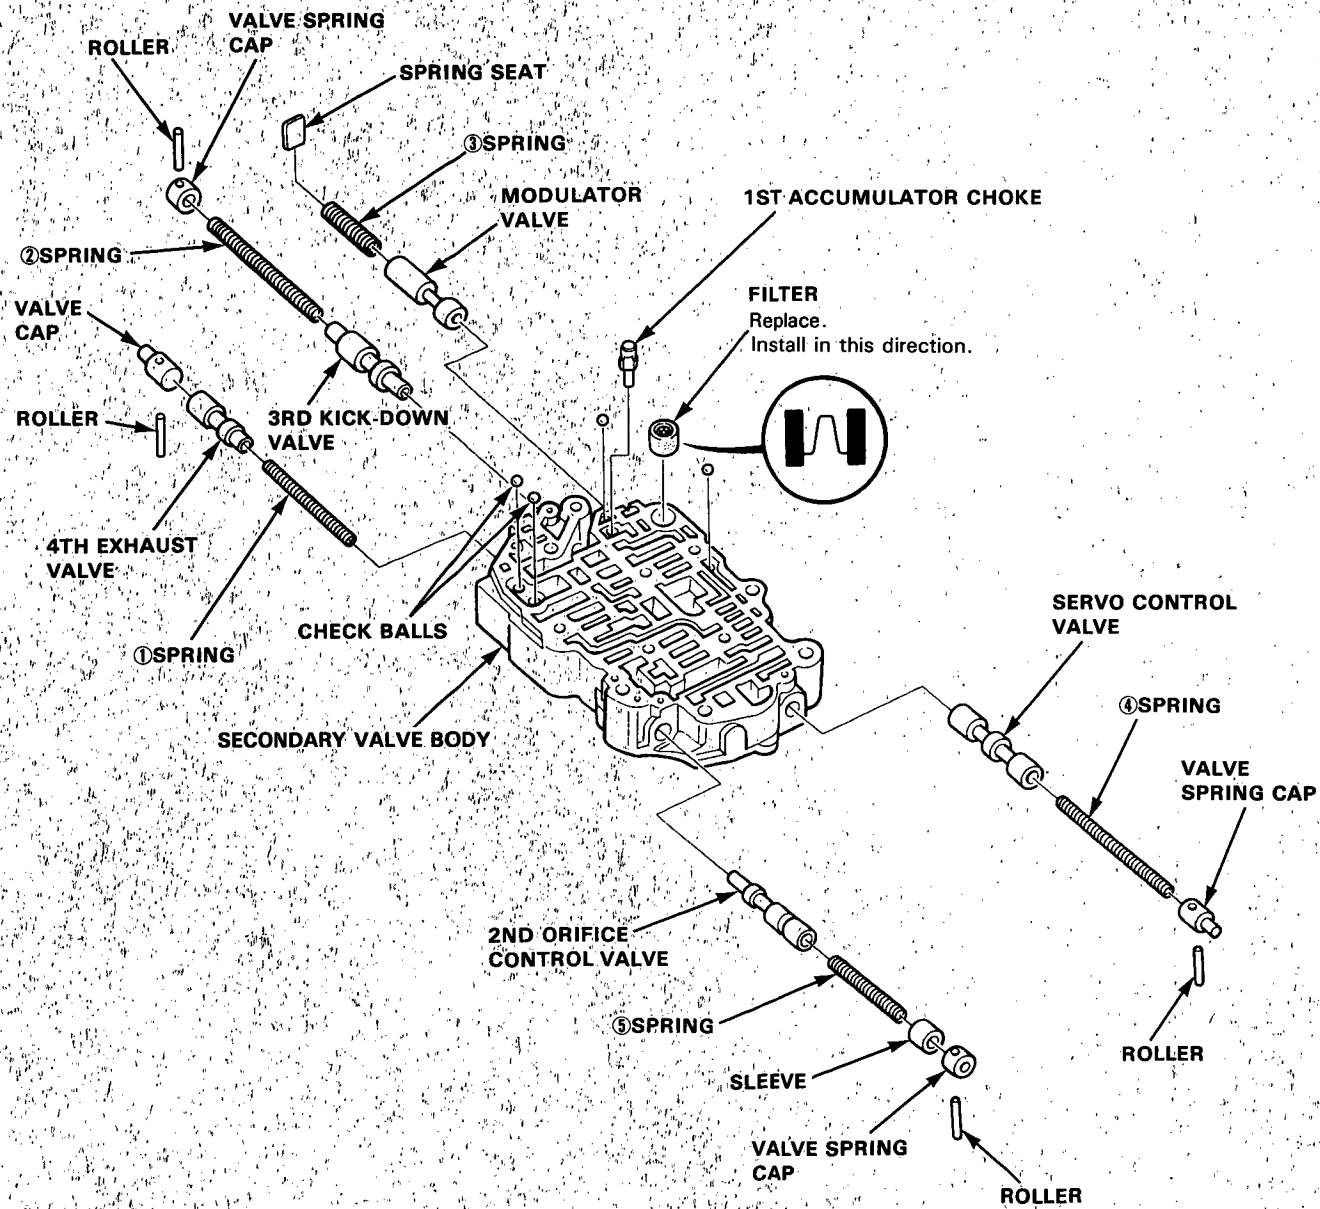 VALVE SPRING
CAP
ROLLER
SPRING SEAT
③SPRING
MODULATOR
VALVE
1ST ACCUMULATOR CHOKE
②SPRING
FILTER
Replace.
Install in this direction.
VALVE
CAP
ROLLER
3RD KICK-DOWN
VALVE
4TH EXHAUST
VALVE
①SPRING
CHECK BALLS
SECONDARY VALVE BODY
SERVO CONTROL
VALVE
④SPRING
VALVE
SPRING CAP
2ND ORIFICE
CONTROL VALVE
⑤SPRING
SLEEVE
ROLLER
VALVE SPRING
CAP
ROLLER